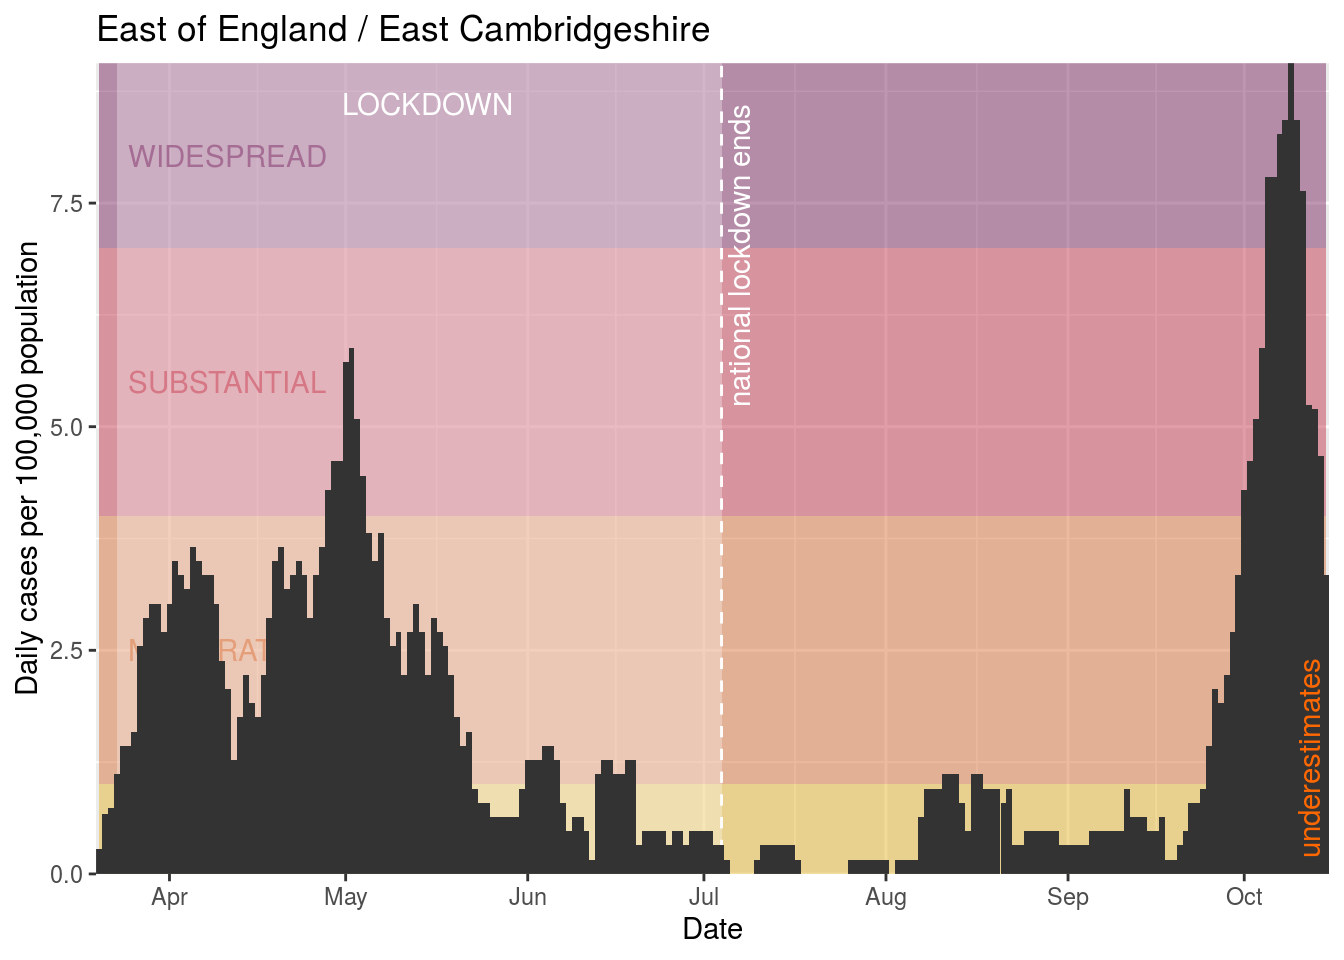 East of England / East Cambridgeshire
LOCKDOWN
WIDESPREAD
SUBSTANTIAL
national lockdown ends
underestimates
Daily cases per 100,000 population
7.5
5.0
2.5
0.0
Apr May Jun Jul Aug Sep Oct
Date